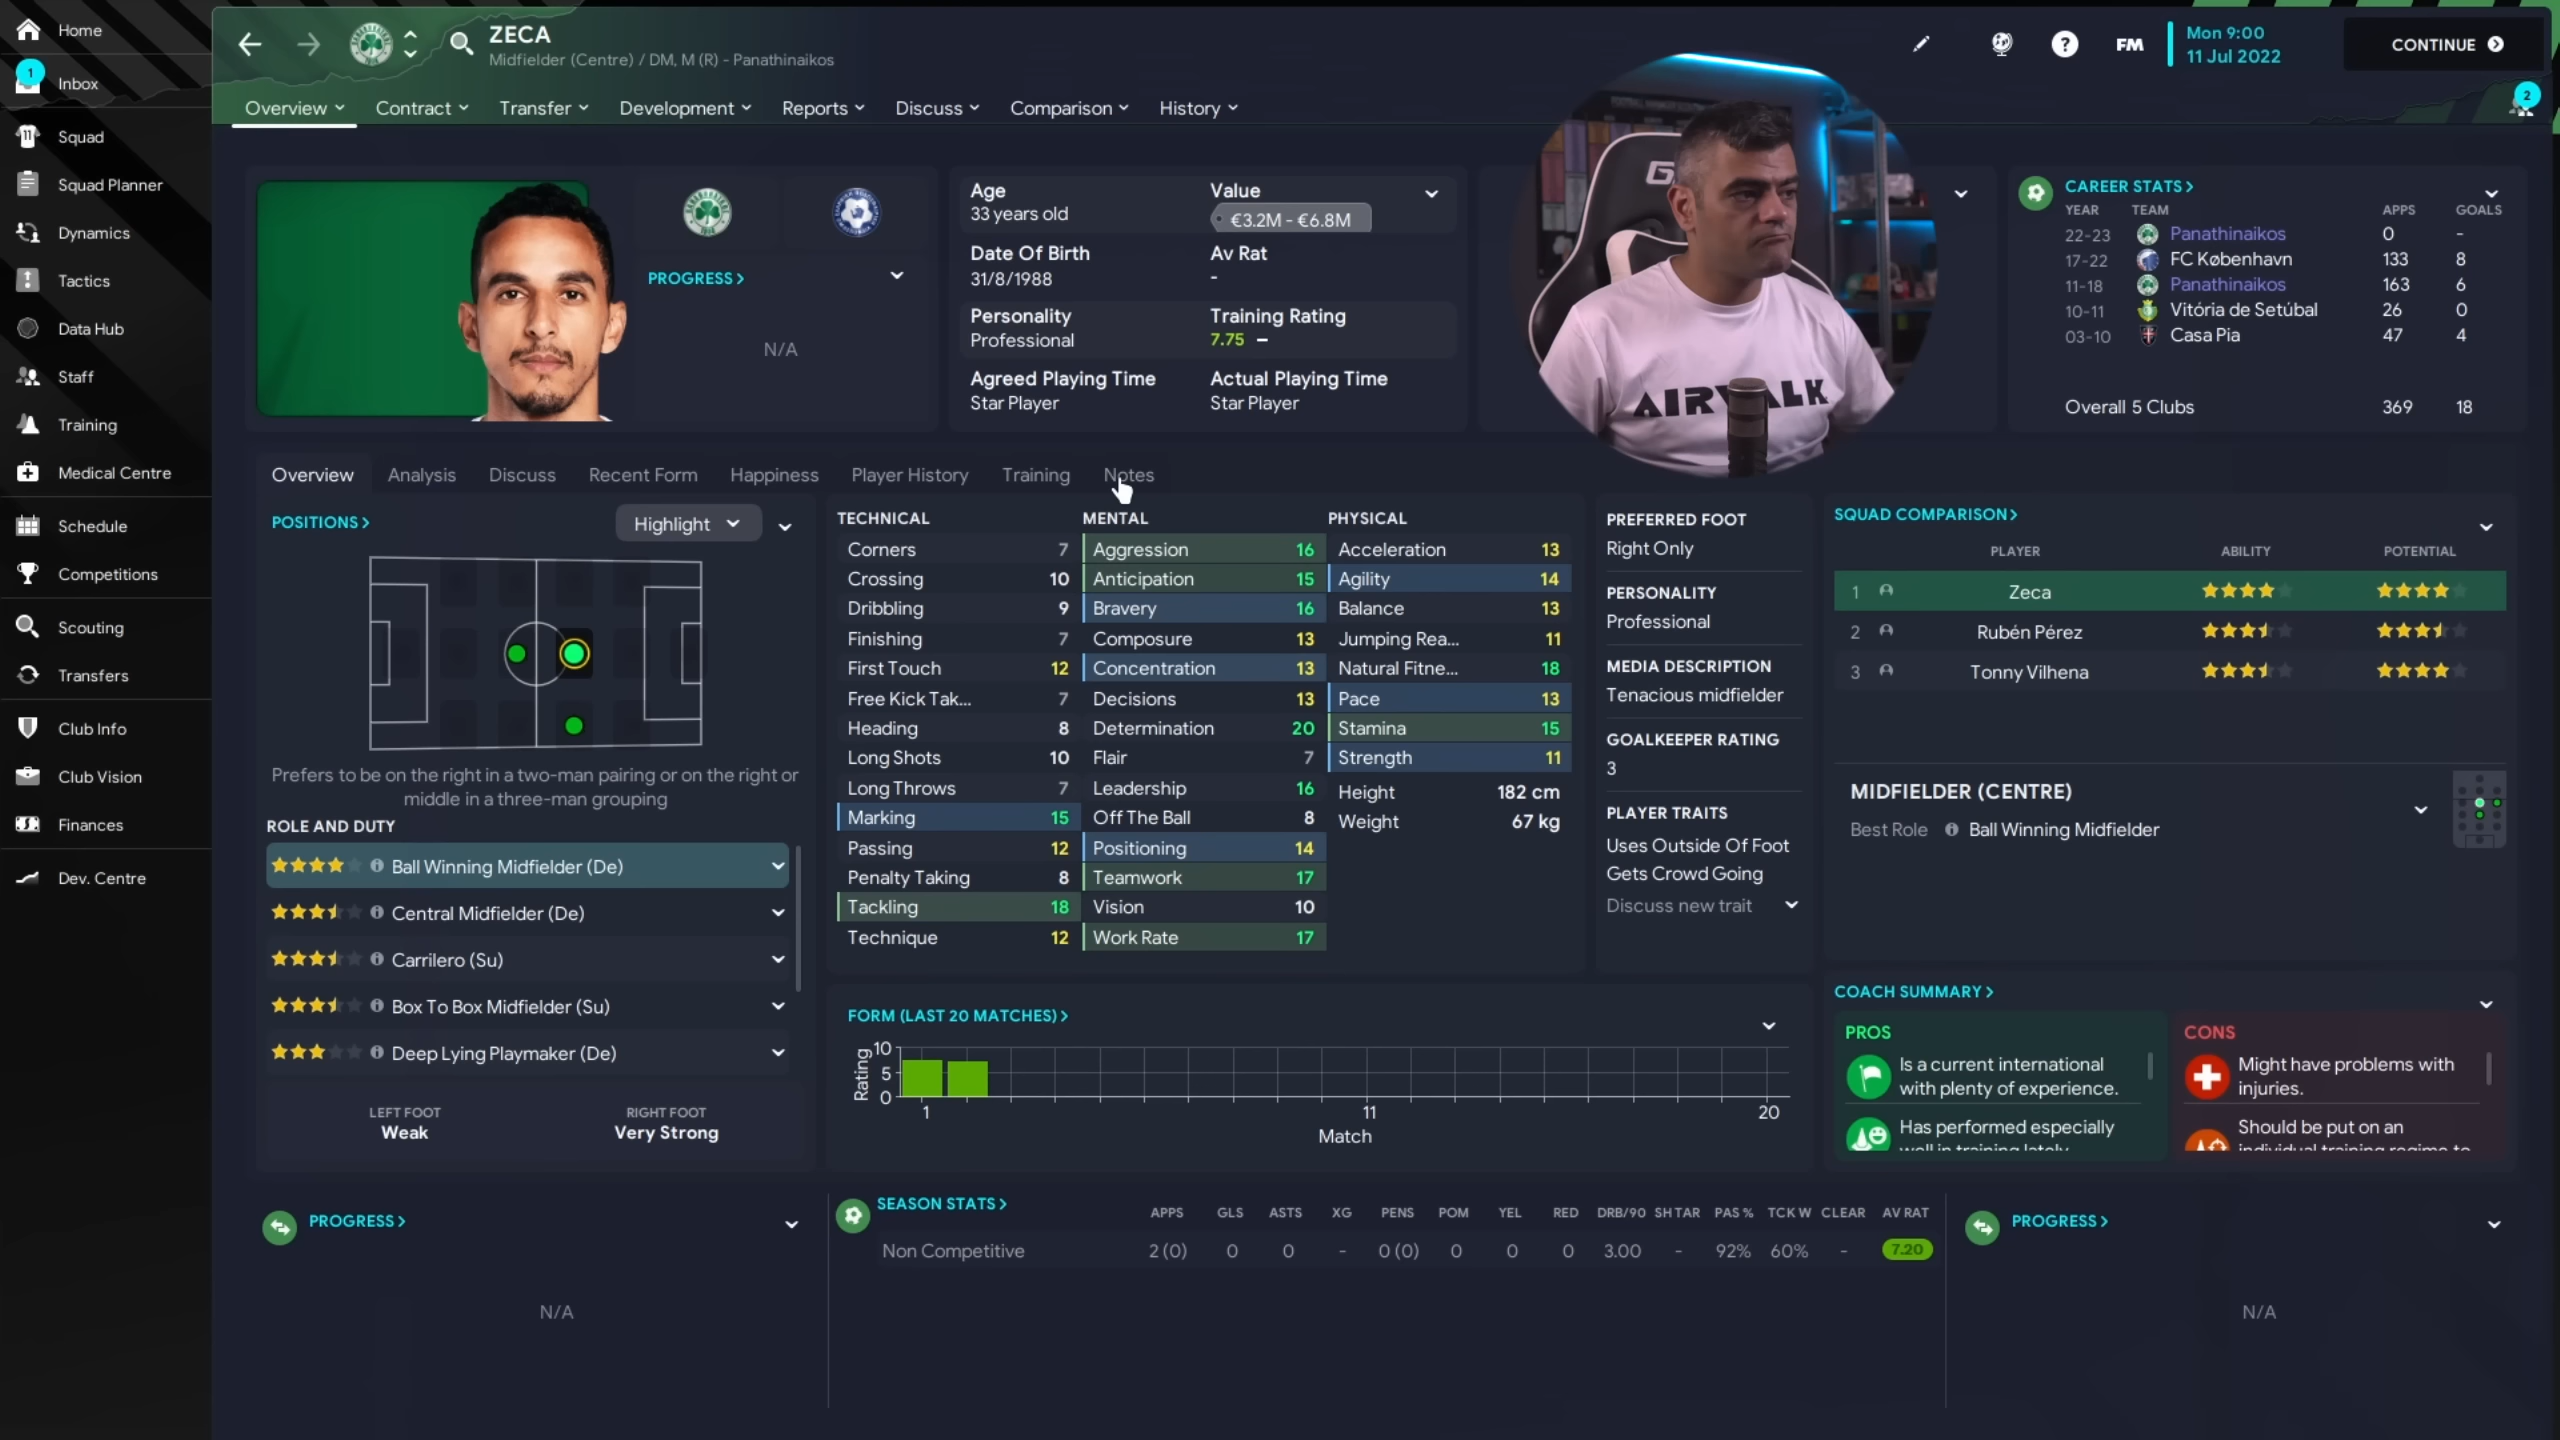 Home
1
Inbox
Squad
Squad Planner
Dynamics
Tactics
Data Hub
Staff
Training
Medical Centre
Schedule
Competitions
Scouting
Transfers
Club Info
Club Vision
Finances
Dev. Centre
ZECA
Midfielder (Centre) / DM, M (R) - Panathinaikos
?
FM
Mon 9:00
11 Jul 2022
CONTINUE
2
Overview
Contract
Transfer
Development
Reports
Discuss
Comparison
History
PROGRESS >
N/A
Age
33 years old
Value
€3.2M - €6.8M
Date Of Birth
31/8/1988
Av Rat
-
Personality
Professional
Training Rating
7.75 –
Agreed Playing Time
Star Player
Actual Playing Time
Star Player
G
AIRWALK
CAREER STATS >
YEAR TEAM APPS GOALS
22-23 Panathinaikos 0 -
17-22 FC København 133 8
11-18 Panathinaikos 163 6
10-11 Vitória de Setúbal 26 0
03-10 Casa Pia 47 4
Overall 5 Clubs 369 18
Overview
Analysis
Discuss
Recent Form
Happiness
Player History
Training
Notes
POSITIONS >
Highlight
Prefers to be on the right in a two-man pairing or on the right or
middle in a three-man grouping
ROLE AND DUTY
Ball Winning Midfielder (De)
Central Midfielder (De)
Carrilero (Su)
Box To Box Midfielder (Su)
Deep Lying Playmaker (De)
LEFT FOOT
Weak
RIGHT FOOT
Very Strong
TECHNICAL
Corners 7
Crossing 10
Dribbling 9
Finishing 7
First Touch 12
Free Kick Tak... 7
Heading 8
Long Shots 10
Long Throws 7
Marking 15
Passing 12
Penalty Taking 8
Tackling 18
Technique 12
MENTAL
Aggression 16
Anticipation 15
Bravery 16
Composure 13
Concentration 13
Decisions 13
Determination 20
Flair 7
Leadership 16
Off The Ball 8
Positioning 14
Teamwork 17
Vision 10
Work Rate 17
PHYSICAL
Acceleration 13
Agility 14
Balance 13
Jumping Rea... 11
Natural Fitne... 18
Pace 13
Stamina 15
Strength 11
Height 182 cm
Weight 67 kg
PREFERRED FOOT
Right Only
PERSONALITY
Professional
MEDIA DESCRIPTION
Tenacious midfielder
GOALKEEPER RATING
3
PLAYER TRAITS
Uses Outside Of Foot
Gets Crowd Going
Discuss new trait
SQUAD COMPARISON >
PLAYER ABILITY POTENTIAL
1 Zeca
2 Rubén Pérez
3 Tonny Vilhena
MIDFIELDER (CENTRE)
Best Role Ball Winning Midfielder
FORM (LAST 20 MATCHES) >
Rating
10
5
0
1 11 20
Match
COACH SUMMARY >
PROS
Is a current international
with plenty of experience.
Has performed especially
well in training lately.
CONS
Might have problems with
injuries.
Should be put on an
individual training regime to
PROGRESS >
N/A
SEASON STATS >
APPS GLS ASTS XG PENS POM YEL RED DRB/90 SH TAR PAS % TCK W CLEAR AV RAT
Non Competitive 2 (0) 0 0 - 0 (0) 0 0 0 3.00 - 92% 60% - 7.20
PROGRESS >
N/A